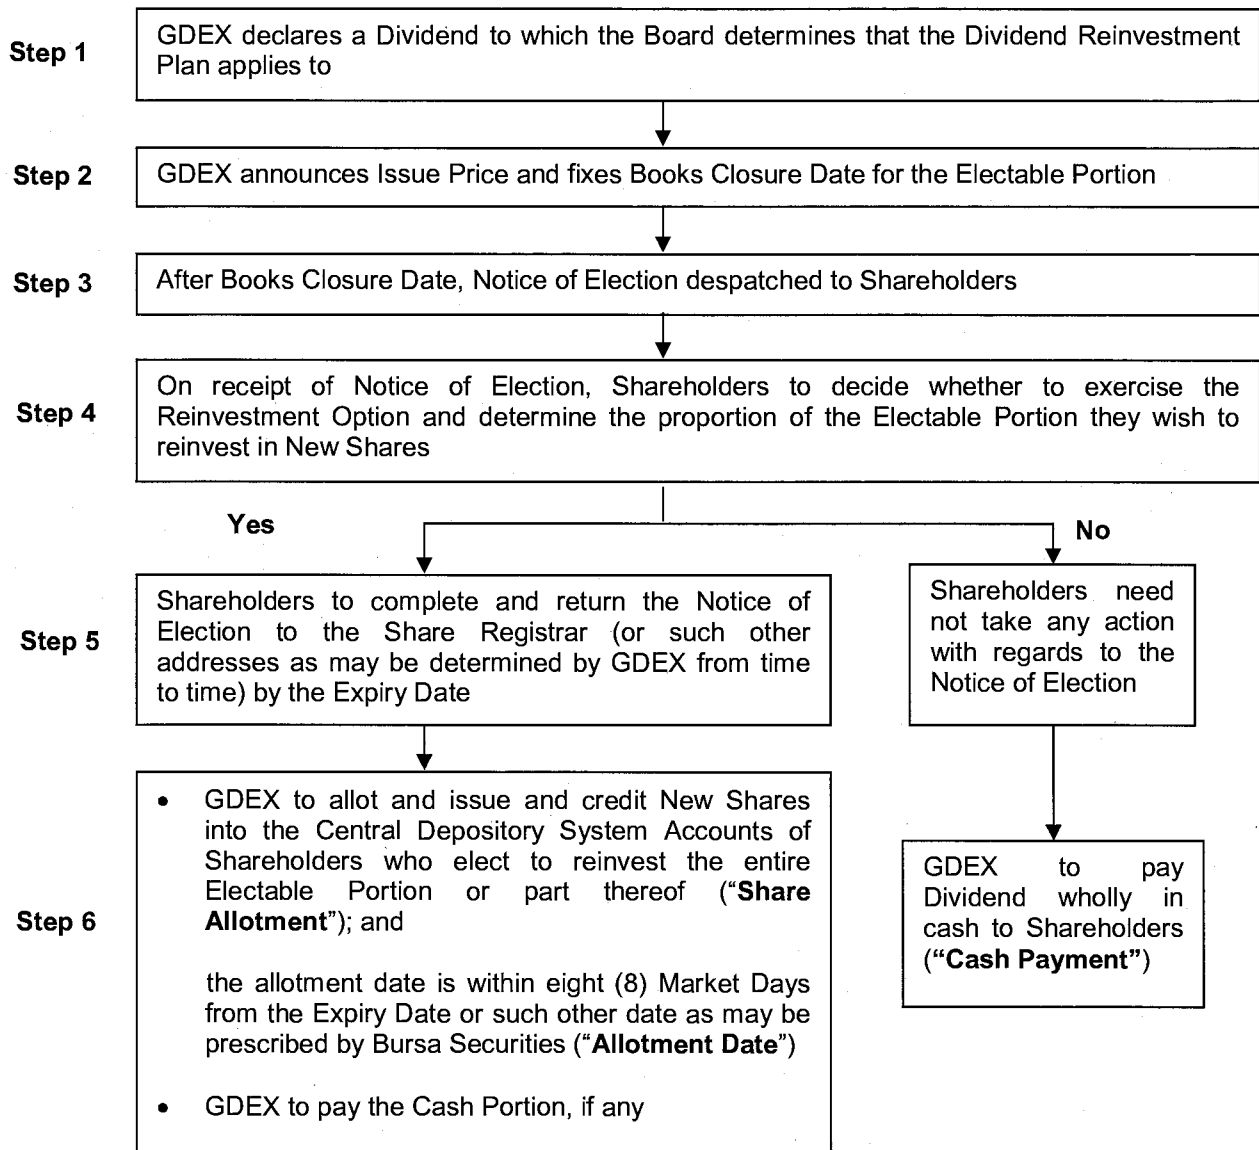 Step 1
GDEX declares a Dividend to which the Board determines that the Dividend Reinvestment
Plan applies to
Step 2
GDEX announces Issue Price and fixes Books Closure Date for the Electable Portion
Step 3
After Books Closure Date, Notice of Election despatched to Shareholders
Step 4
On receipt of Notice of Election, Shareholders to decide whether to exercise the
Reinvestment Option and determine the proportion of the Electable Portion they wish to
reinvest in New Shares
Yes
No
Step 5
Shareholders to complete and return the Notice of
Election to the Share Registrar (or such other
addresses as may be determined by GDEX from time
to time) by the Expiry Date
Shareholders need
not take any action
with regards to the
Notice of Election
Step 6
• GDEX to allot and issue and credit New Shares
into the Central Depository System Accounts of
Shareholders who elect to reinvest the entire
Electable Portion or part thereof (“Share
Allotment”); and
the allotment date is within eight (8) Market Days
from the Expiry Date or such other date as may be
prescribed by Bursa Securities (“Allotment Date”)
• GDEX to pay the Cash Portion, if any
GDEX to pay
Dividend wholly in
cash to Shareholders
(“Cash Payment”)